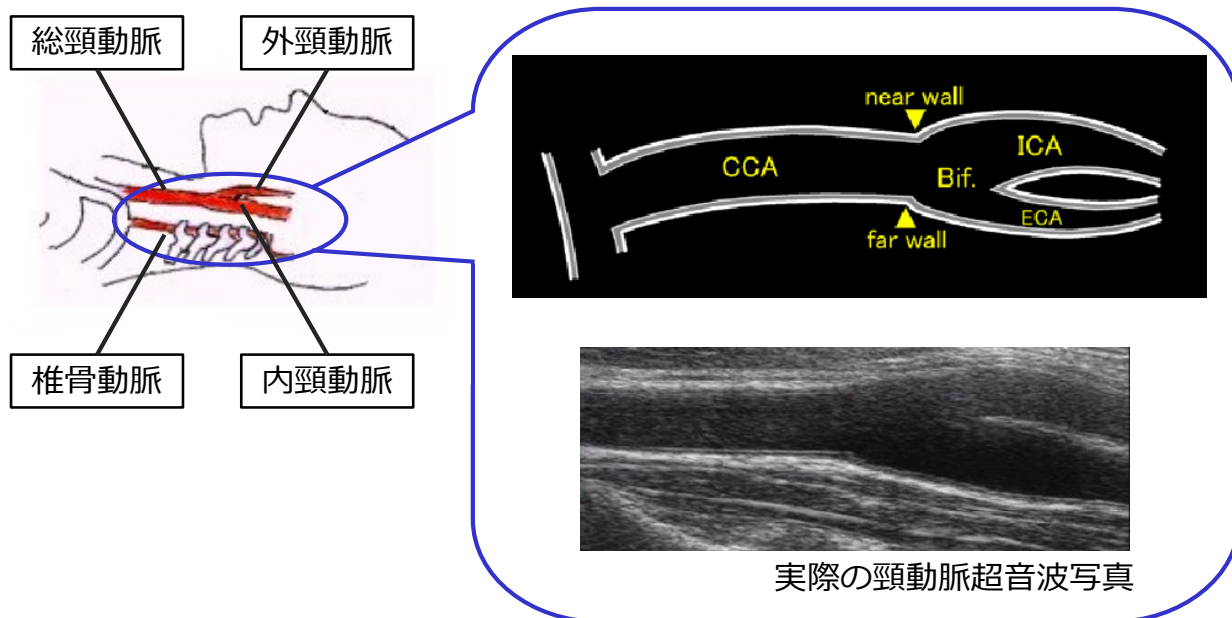 総頸動脈
外頸動脈
椎骨動脈
内頸動脈
near wall
CCA
Bif.
ICA
ECA
far wall
実際の頸動脈超音波写真